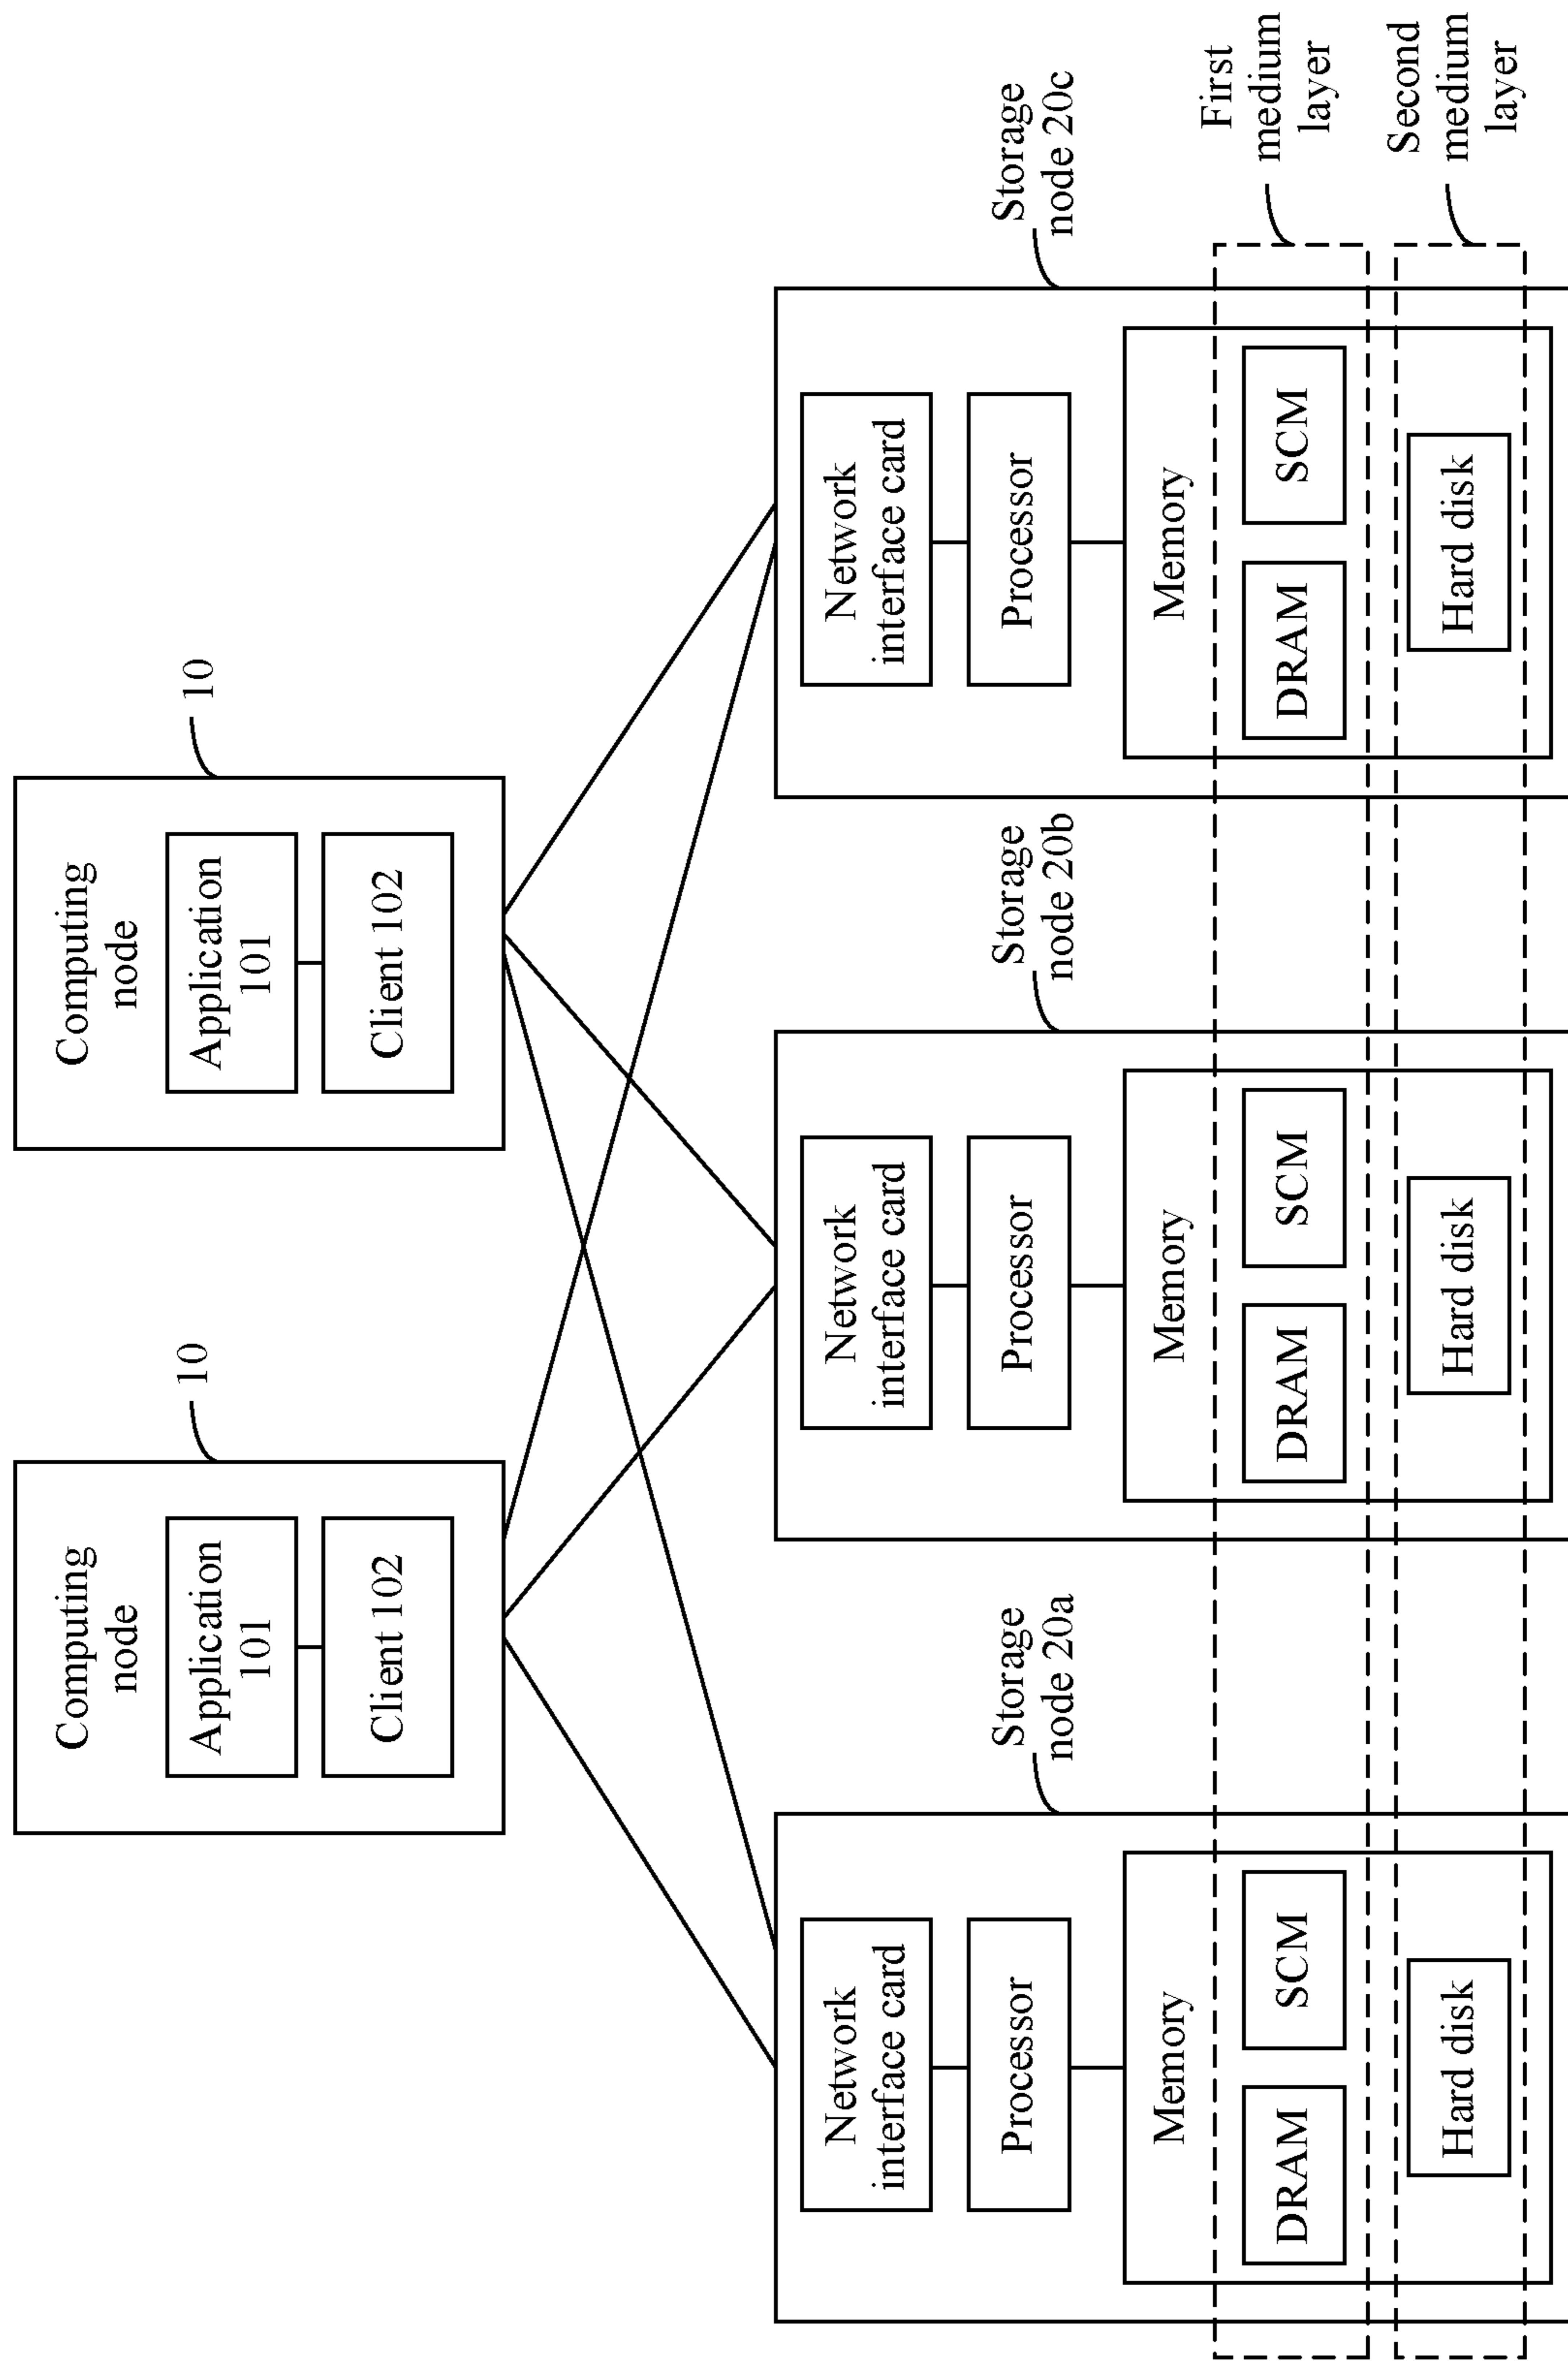 Computing
node
10
Application
101
Client 102
Computing
node
10
Application
101
Client 102
Storage
node 20a
Network
interface card
Processor
Memory
DRAM
SCM
Hard disk
Storage
node 20b
Network
interface card
Processor
Memory
DRAM
SCM
Hard disk
Storage
node 20c
Network
interface card
Processor
Memory
DRAM
SCM
Hard disk
First
medium
layer
Second
medium
layer